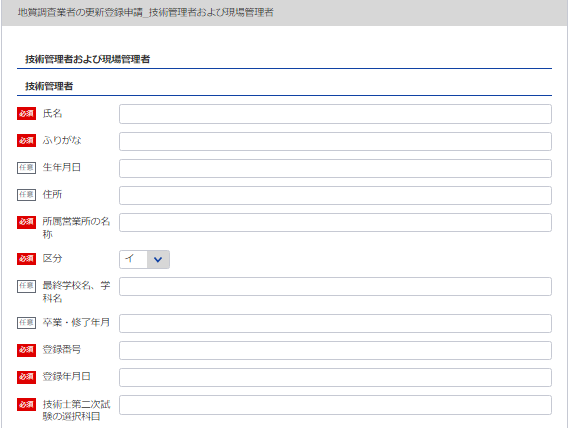 地質調査業者の更新登録申請_技術管理者および現場管理者
技術管理者および現場管理者
技術管理者
必須 氏名
必須 ふりがな
任意 生年月日
任意 住所
必須 所属営業所の名
称
必須 区分 イ
任意 最終学校名、学
科名
任意 卒業・修了年月
必須 登録番号
必須 登録年月日
必須 技術士第二次試
験の選択科目